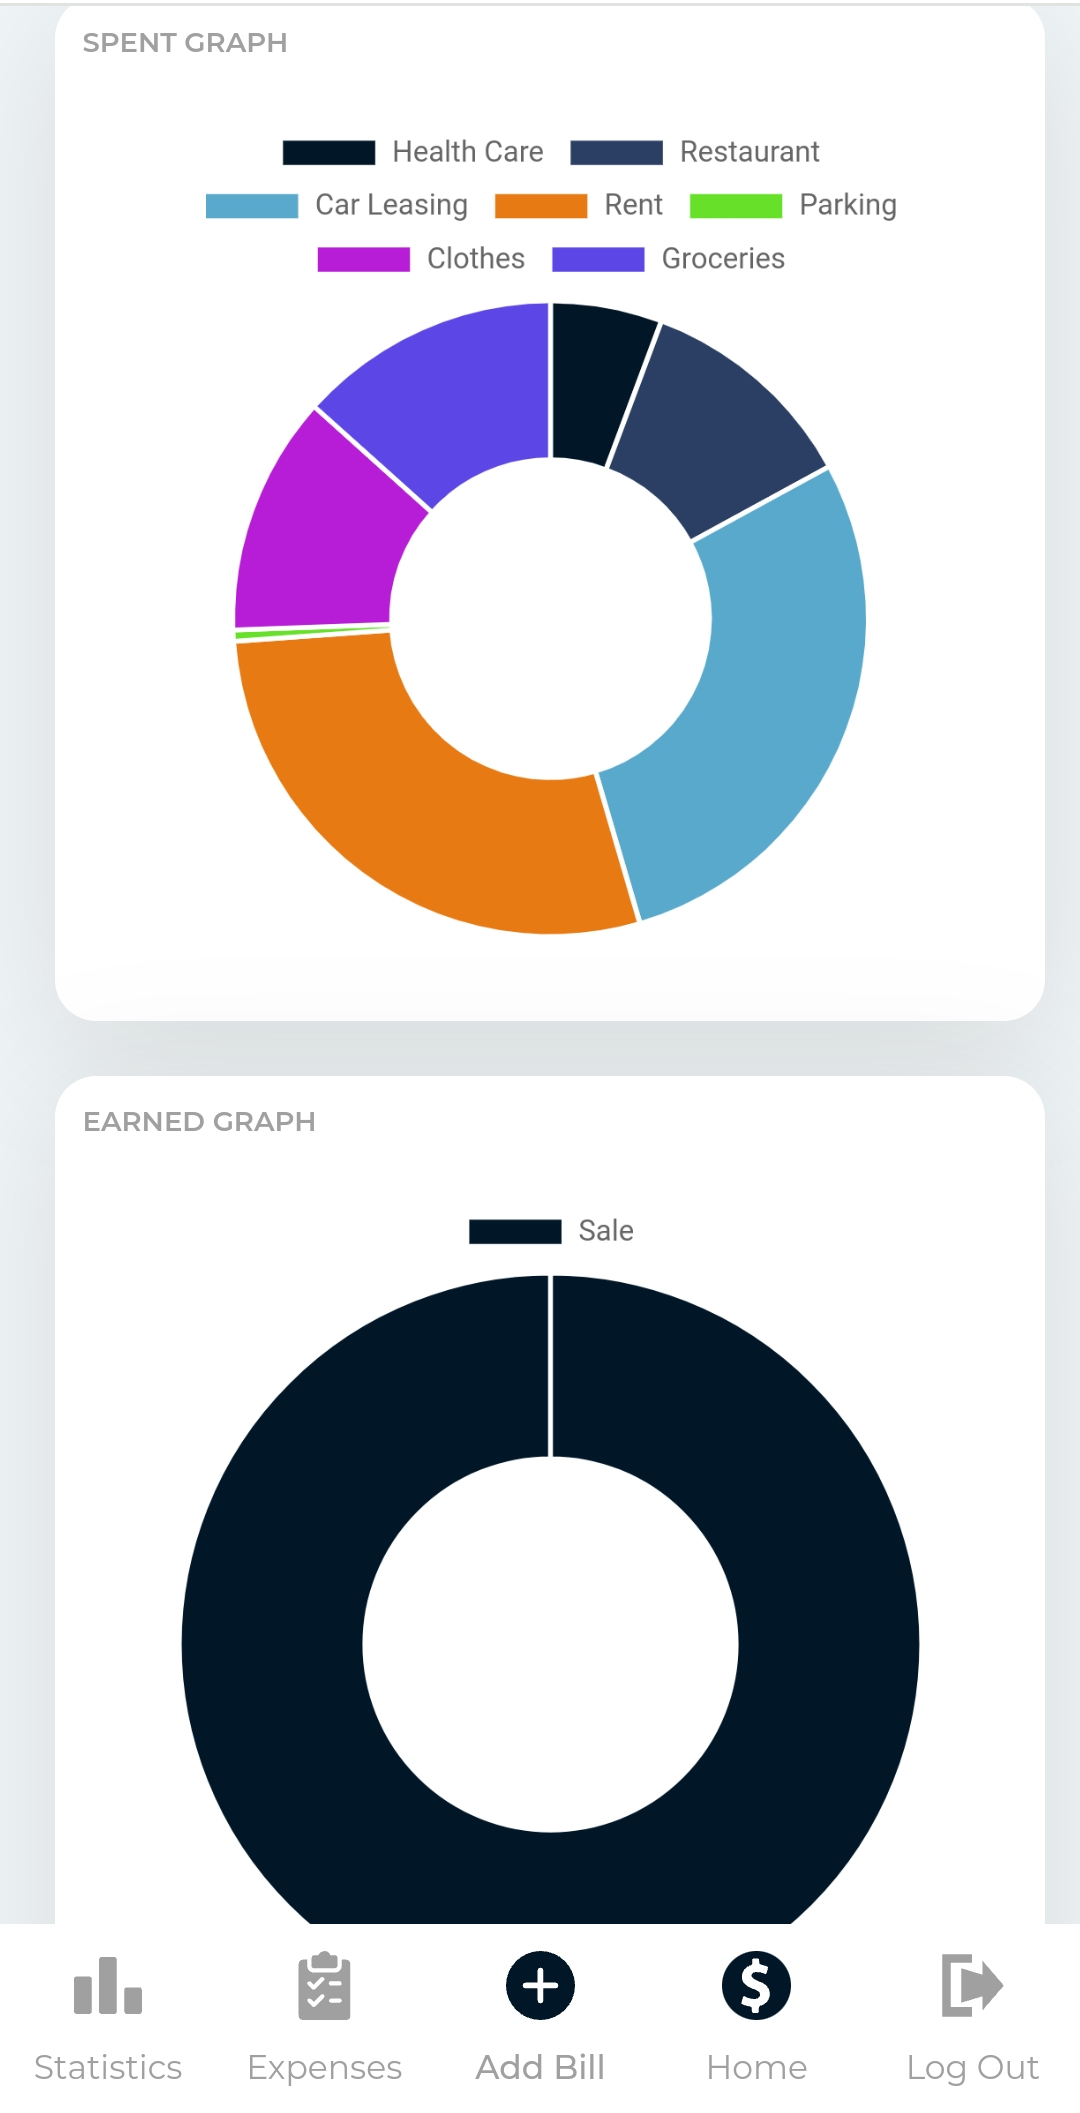 SPENT GRAPH
Health Care Restaurant
Car Leasing Rent Parking
Clothes Groceries
EARNED GRAPH
Sale
Statistics Expenses Add Bill Home Log Out